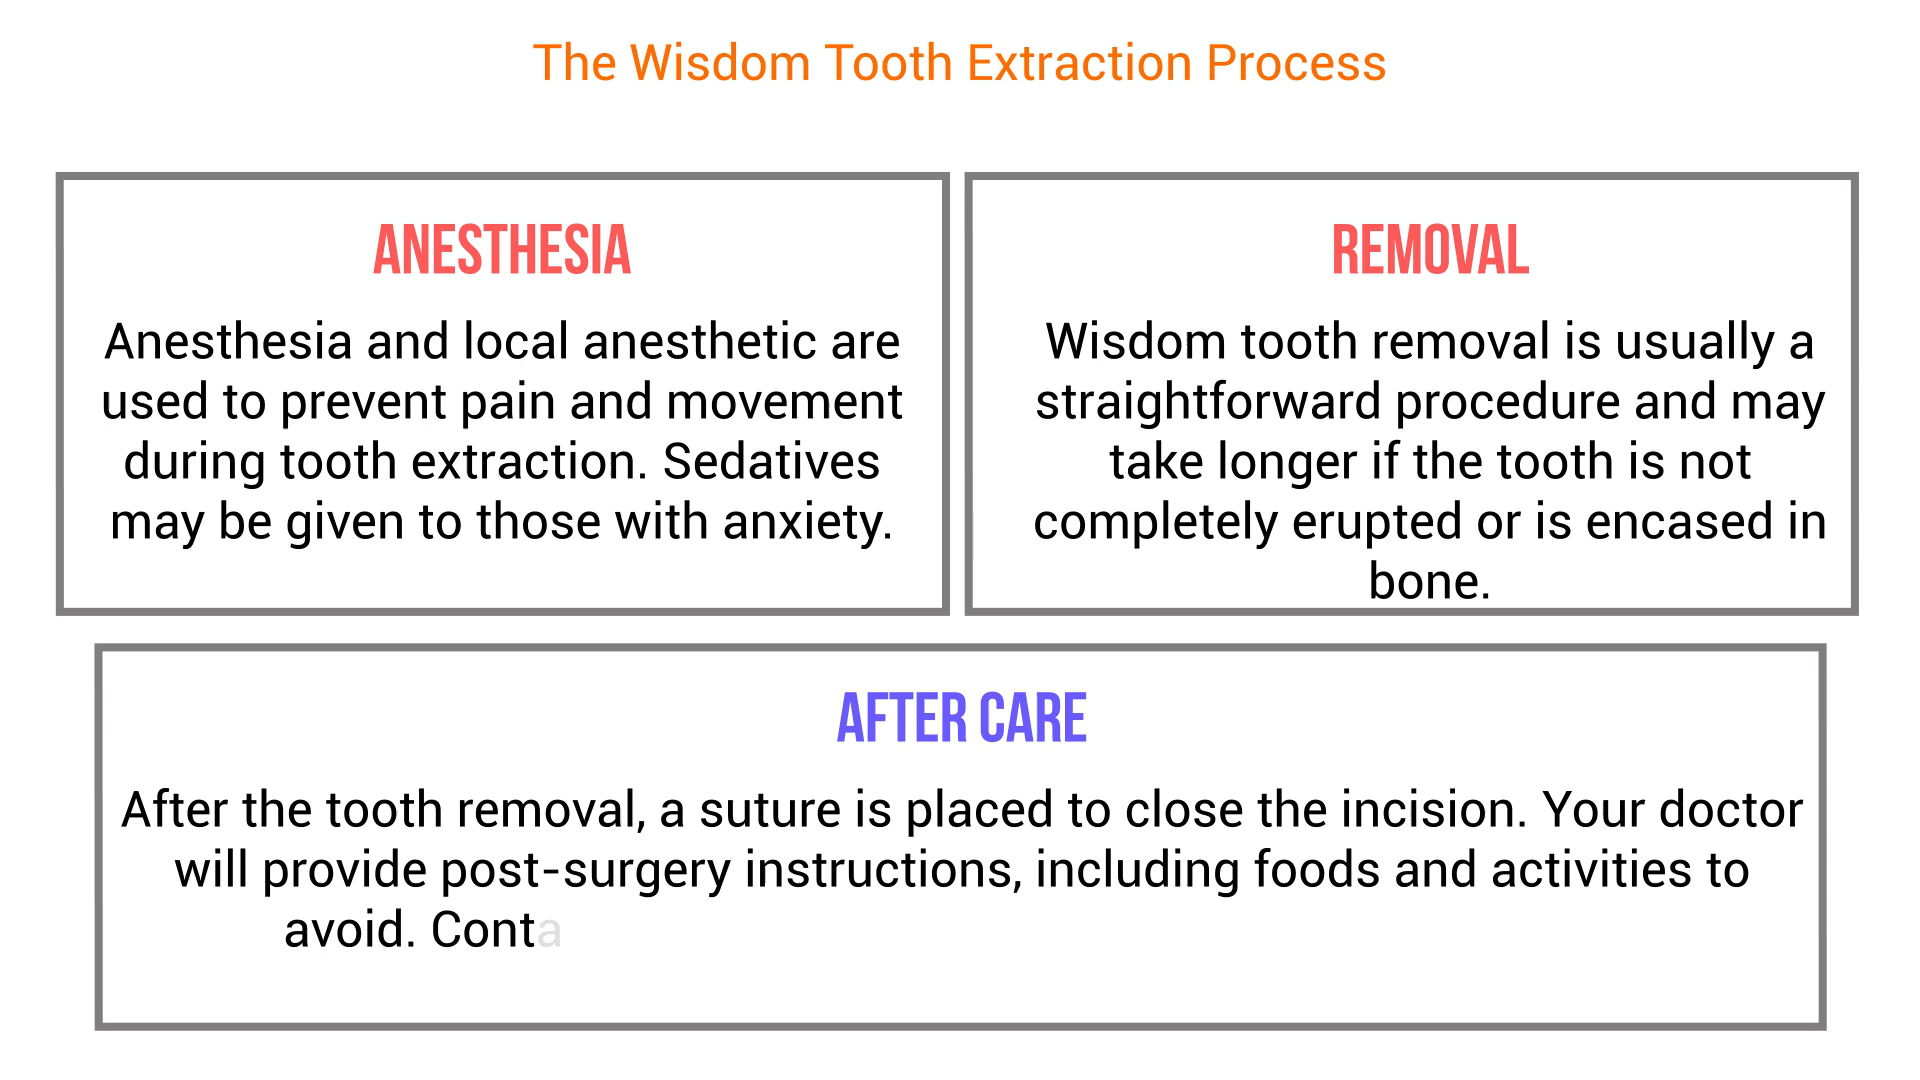 The Wisdom Tooth Extraction Process
ANESTHESIA
Anesthesia and local anesthetic are
used to prevent pain and movement
during tooth extraction. Sedatives
may be given to those with anxiety.
REMOVAL
Wisdom tooth removal is usually a
straightforward procedure and may
take longer if the tooth is not
completely erupted or is encased in
bone.
AFTER CARE
After the tooth removal, a suture is placed to close the incision. Your doctor
will provide post-surgery instructions, including foods and activities to
avoid. Conta